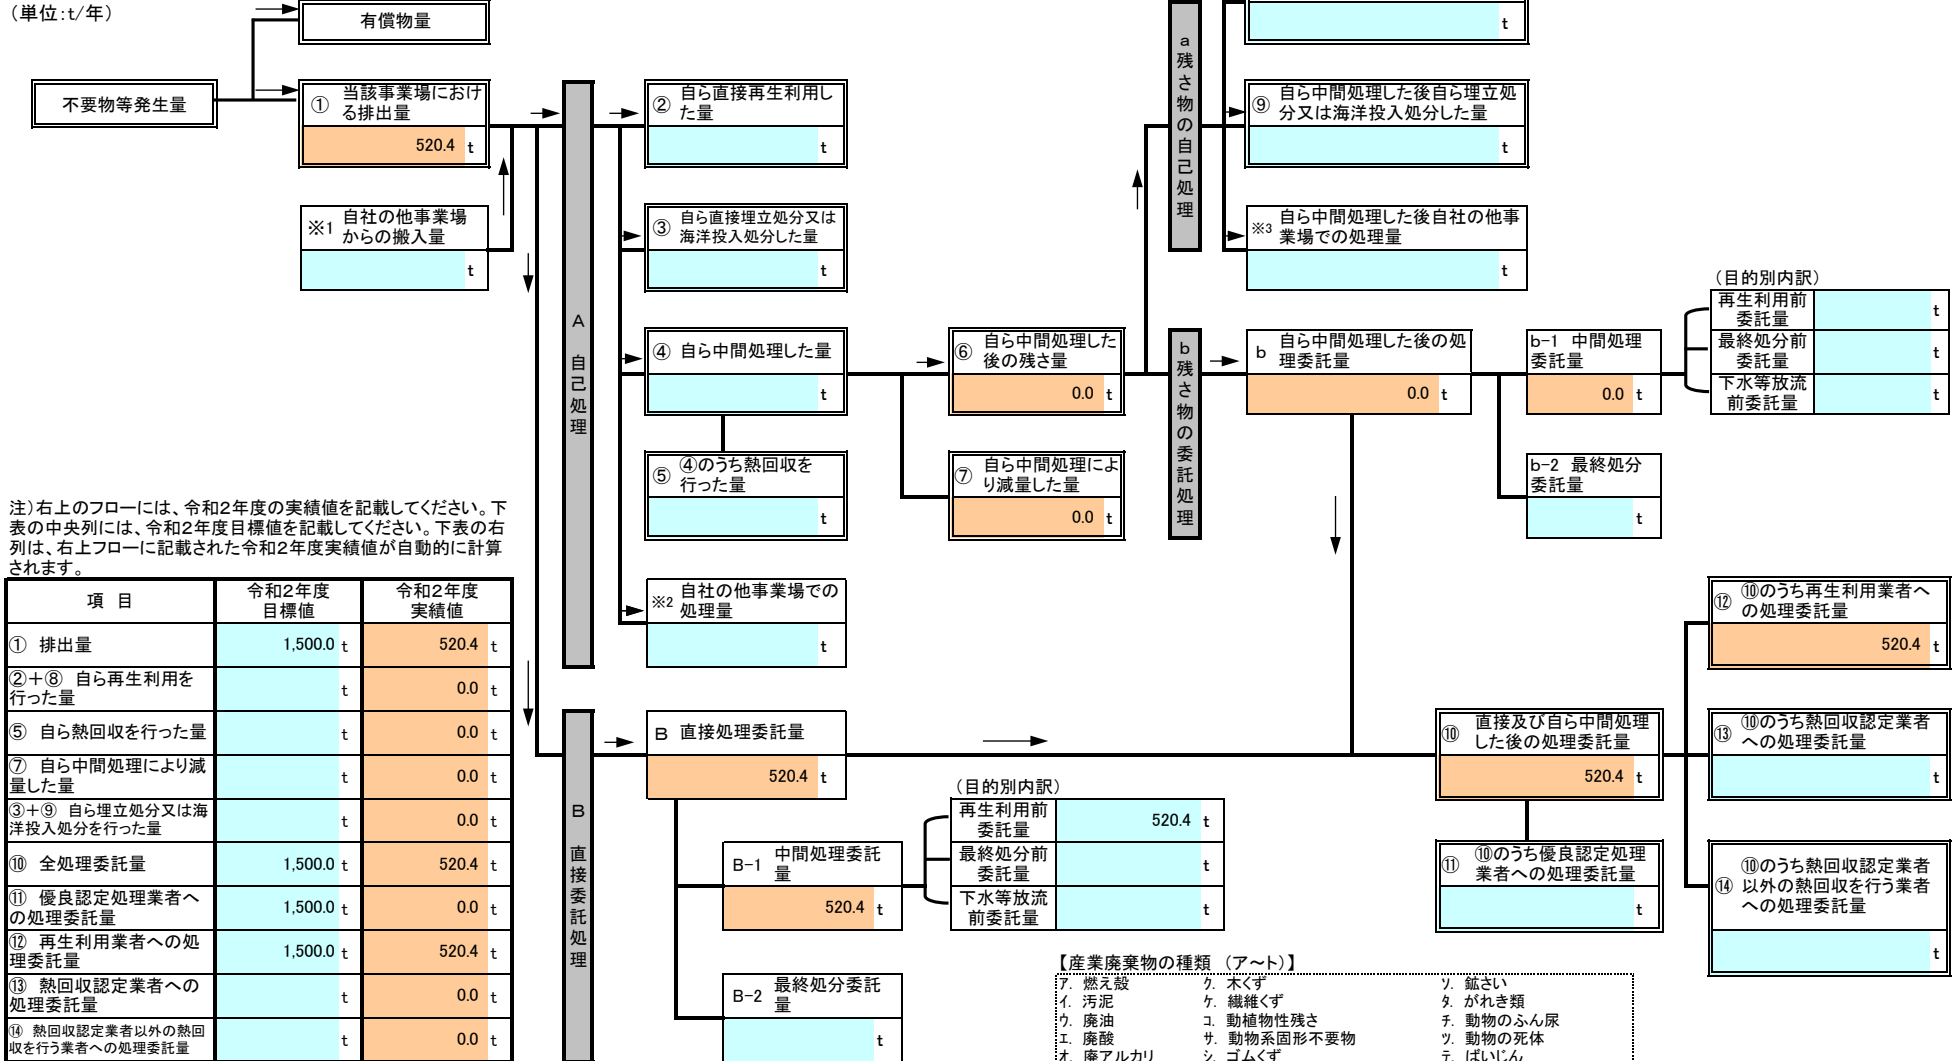 （単位：t/年）
有償物量
不要物等発生量
① 当該事業場におけ
る排出量
520.4 t
※1 自社の他事業場
からの搬入量
t
A 自己処理
② 自ら直接再生利用し
た量
t
③ 自ら直接埋立処分又は
海洋投入処分した量
t
④ 自ら中間処理した量
t
⑤ ④のうち熱回収を
行った量
t
※2 自社の他事業場での
処理量
t
⑥ 自ら中間処理した
後の残さ量
0.0 t
⑦ 自ら中間処理によ
り減量した量
0.0 t
a残さ物の自己処理
t
⑨ 自ら中間処理した後自ら埋立処
分又は海洋投入処分した量
t
※3 自ら中間処理した後自社の他事
業場での処理量
t
b残さ物の委託処理
b 自ら中間処理した後の処
理委託量
0.0 t
b-1 中間処理
委託量
0.0 t
b-2 最終処分
委託量
t
（目的別内訳）
再生利用前
委託量
t
最終処分前
委託量
t
下水等放流
前委託量
t
注）右上のフローには、令和2年度の実績値を記載してください。下
表の中央列には、令和2年度目標値を記載してください。下表の右
列は、右上フローに記載された令和2年度実績値が自動的に計算
されます。
項 目 令和2年度
目標値 令和2年度
実績値
① 排出量 1,500.0 t 520.4 t
②＋⑧ 自ら再生利用を
行った量 t 0.0 t
⑤ 自ら熱回収を行った量 t 0.0 t
⑦ 自ら中間処理により減
量した量 t 0.0 t
③＋⑨ 自ら埋立処分又は海
洋投入処分を行った量 t 0.0 t
⑩ 全処理委託量 1,500.0 t 520.4 t
⑪ 優良認定処理業者へ
の処理委託量 1,500.0 t 0.0 t
⑫ 再生利用業者への処
理委託量 1,500.0 t 520.4 t
⑬ 熱回収認定業者への
処理委託量 t 0.0 t
⑭ 熱回収認定業者以外の熱回
収を行う業者への処理委託量 t 0.0 t
B 直接委託処理
B 直接処理委託量
520.4 t
B-1 中間処理委託
量
520.4 t
B-2 最終処分委託
量
t
（目的別内訳）
再生利用前
委託量
520.4 t
最終処分前
委託量
t
下水等放流
前委託量
t
⑩ 直接及び自ら中間処理
した後の処理委託量
520.4 t
⑪ ⑩のうち優良認定処理
業者への処理委託量
t
⑫ ⑩のうち再生利用業者へ
の処理委託量
520.4 t
⑬ ⑩のうち熱回収認定業者
への処理委託量
t
⑭ ⑩のうち熱回収認定業者
以外の熱回収を行う業者
への処理委託量
t
【産業廃棄物の種類 （ア～ト）】
ア. 燃え殻 ク. 木くず ソ. 鉱さい
イ. 汚泥 ケ. 繊維くず タ. がれき類
ウ. 廃油 コ. 動植物性残さ チ. 動物のふん尿
エ. 廃酸 サ. 動物系固形不要物 ツ. 動物の死体
オ. 廃アルカリ シ. ゴムくず テ. ばいじん